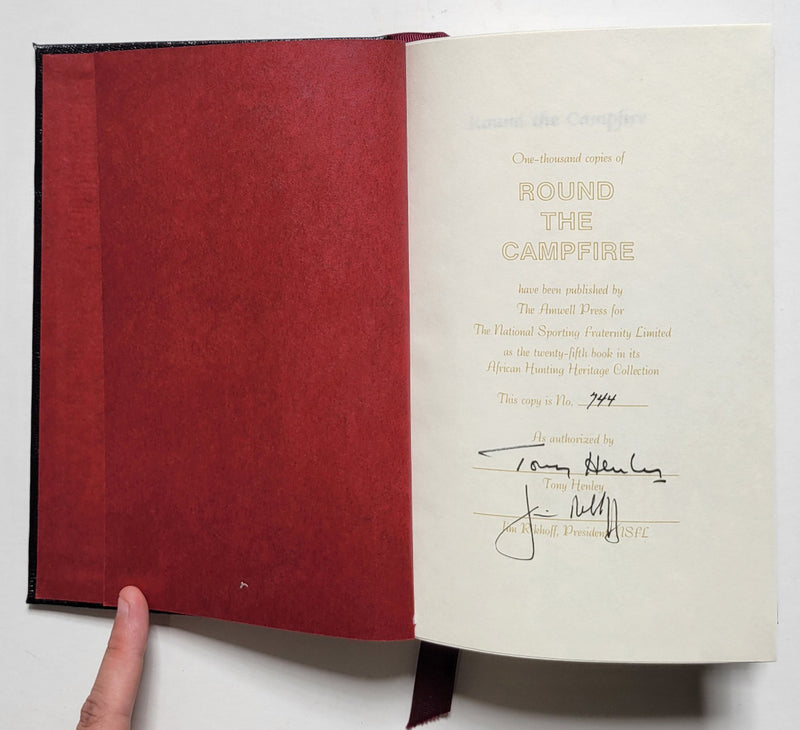 Round the Campfire
One-thousand copies of
ROUND
THE
CAMPFIRE
have been published by
The Amwell Press for
The National Sporting Fraternity Limited
as the twenty-fifth book in its
African Hunting Heritage Collection
This copy is No. 744
As authorized by
Tony Henley
Tony Henley
Jim Rikhoff
Jim Rikhoff, President NSFL